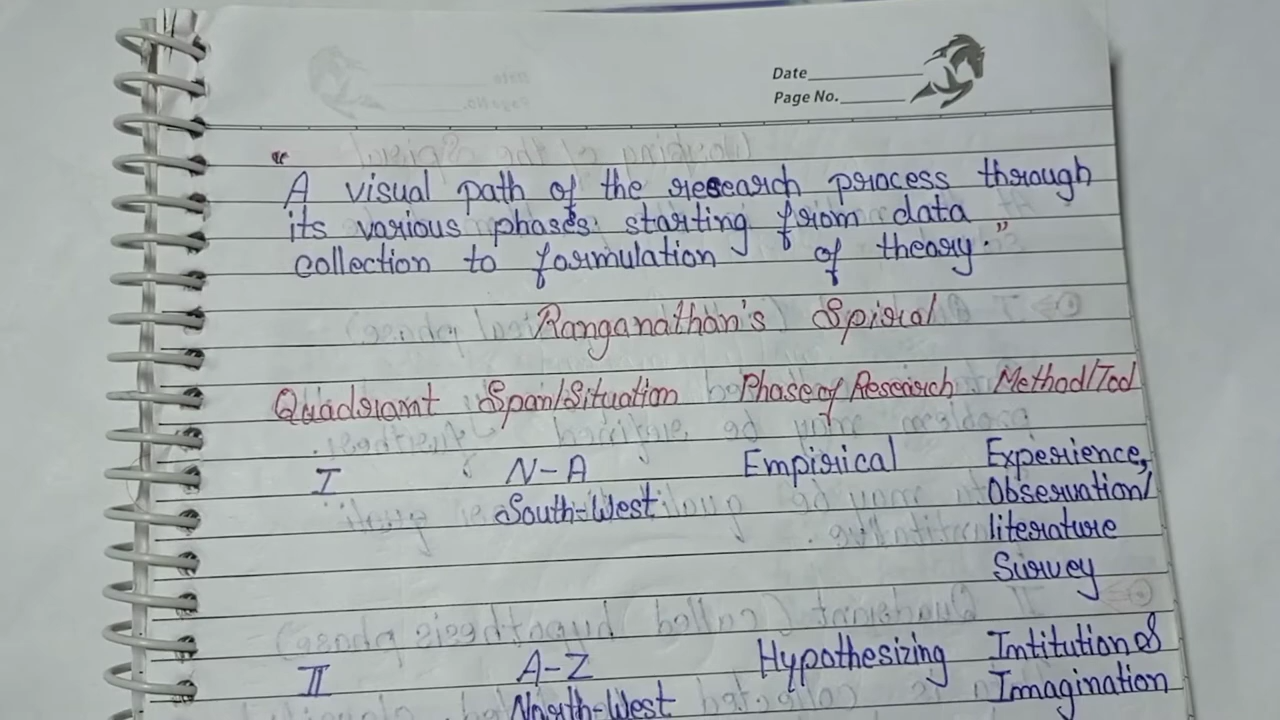 Date
Page No.
"A visual path of the research process through
its various phases. starting from data
collection to formulation of theory."
Ranganathan's Spiral
Quadrant Span/Situation Phase of Research Method/Tool
I N-A Empirical Experience,
South-West Observation/
literature
Survey
II A-Z Hypothesizing Intitution &
North-West Imagination